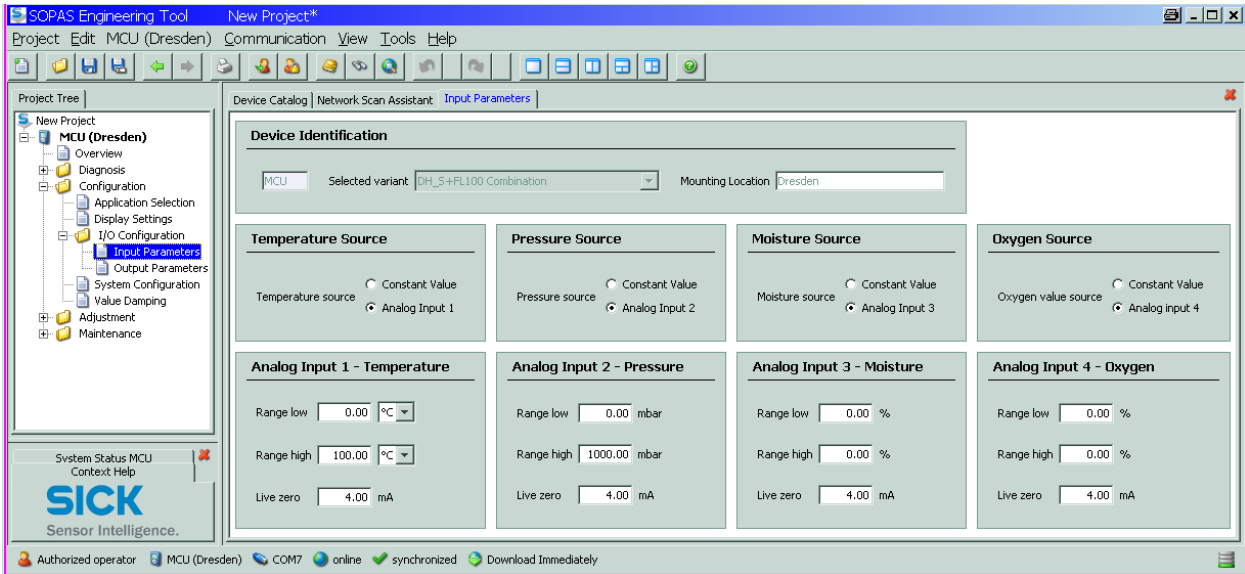 SOPAS Engineering Tool New Project*
Project Edit MCU (Dresden) Communication View Tools Help
Project Tree
New Project
MCU (Dresden)
Overview
Diagnosis
Configuration
Application Selection
Display Settings
I/O Configuration
Input Parameters
Output Parameters
System Configuration
Value Damping
Adjustment
Maintenance
System Status MCU
Context Help
SICK
Sensor Intelligence.
Device Catalog Network Scan Assistant Input Parameters
Device Identification
MCU Selected variant DH_S+FL100 Combination Mounting Location Dresden
Temperature Source
Temperature source
Constant Value
Analog Input 1
Pressure Source
Pressure source
Constant Value
Analog Input 2
Moisture Source
Moisture source
Constant Value
Analog Input 3
Oxygen Source
Oxygen value source
Constant Value
Analog input 4
Analog Input 1 - Temperature
Range low 0.00 °C
Range high 100.00 °C
Live zero 4.00 mA
Analog Input 2 - Pressure
Range low 0.00 mbar
Range high 1000.00 mbar
Live zero 4.00 mA
Analog Input 3 - Moisture
Range low 0.00 %
Range high 0.00 %
Live zero 4.00 mA
Analog Input 4 - Oxygen
Range low 0.00 %
Range high 0.00 %
Live zero 4.00 mA
Authorized operator MCU (Dresden) COM7 online synchronized Download Immediately